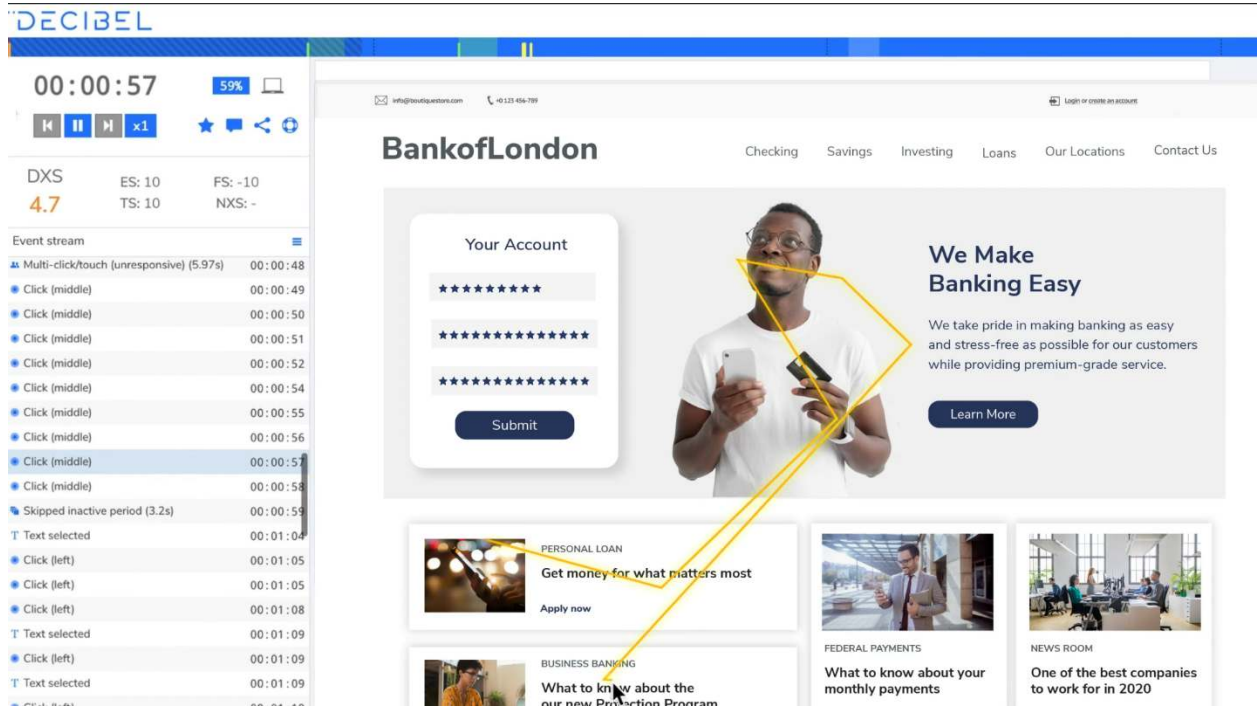 DECIBEL
00:00:57
59%
x1
DXS
4.7
ES: 10
FS: -10
TS: 10
NXS: -
Event stream
Multi-click/touch (unresponsive) (5.97s) 00:00:48
Click (middle) 00:00:49
Click (middle) 00:00:50
Click (middle) 00:00:51
Click (middle) 00:00:52
Click (middle) 00:00:54
Click (middle) 00:00:55
Click (middle) 00:00:56
Click (middle) 00:00:57
Click (middle) 00:00:58
Skipped inactive period (3.2s) 00:00:59
Text selected 00:01:04
Click (left) 00:01:05
Click (left) 00:01:05
Click (left) 00:01:08
Text selected 00:01:09
Click (left) 00:01:09
Text selected 00:01:09
info@boutiquestore.com
+0 123 456-789
Login or create an account
BankofLondon
Checking
Savings
Investing
Loans
Our Locations
Contact Us
Your Account
*********
**************
**************
Submit
We Make
Banking Easy
We take pride in making banking as easy
and stress-free as possible for our customers
while providing premium-grade service.
Learn More
PERSONAL LOAN
Get money for what matters most
Apply now
BUSINESS BANKING
What to know about the
our new Protection Program
FEDERAL PAYMENTS
What to know about your
monthly payments
NEWS ROOM
One of the best companies
to work for in 2020